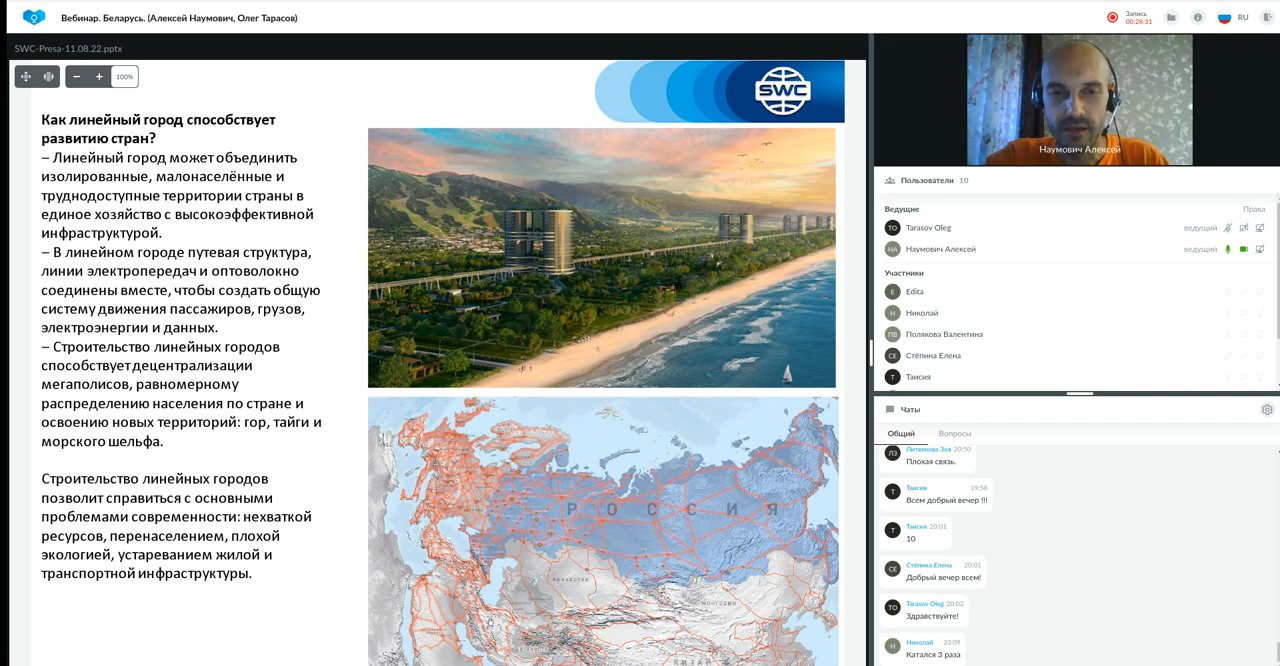 Вебинар. Беларусь. (Алексей Наумович, Олег Тарасов)
Запись
00:28:31
RU
SWC-Presa-11.08.22.pptx
100%
SWC
Как линейный город способствует
развитию стран?
– Линейный город может объединить
изолированные, малонаселённые и
труднодоступные территории страны в
единое хозяйство с высокоэффективной
инфраструктурой.
– В линейном городе путевая структура,
линии электропередач и оптоволокно
соединены вместе, чтобы создать общую
систему движения пассажиров, грузов,
электроэнергии и данных.
– Строительство линейных городов
способствует децентрализации
мегаполисов, равномерному
распределению населения по стране и
освоению новых территорий: гор, тайги и
морского шельфа.
Строительство линейных городов
позволит справиться с основными
проблемами современности: нехваткой
ресурсов, перенаселением, плохой
экологией, устареванием жилой и
транспортной инфраструктуры.
РОССИЯ
КАЗАХСТАН
МОНГОЛИЯ
КИТАЙ
Наумович Алексей
Пользователи 10
Ведущие
Права
TO
Tarasov Oleg
ведущий
НА
Наумович Алексей
ведущий
Участники
E
Edita
Н
Николай
ПВ
Полякова Валентина
СЕ
Стёпина Елена
Т
Таисия
Чаты
Общий
Вопросы
ЛЗ
Литвякова Зоя 20:50
Плохая связь.
Т
Таисия 19:58
Всем добрый вечер !!!
Т
Таисия 20:01
10
СЕ
Стёпина Елена 20:01
Добрый вечер всем!
TO
Tarasov Oleg 20:02
Здравствуйте!
Н
Николай 20:09
Катался 3 раза